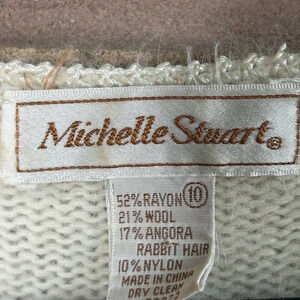 Michelle Stuart®
52% RAYON 10
21% WOOL
17% ANGORA
RABBIT HAIR
10% NYLON
MADE IN CHINA
DRY CLEAN